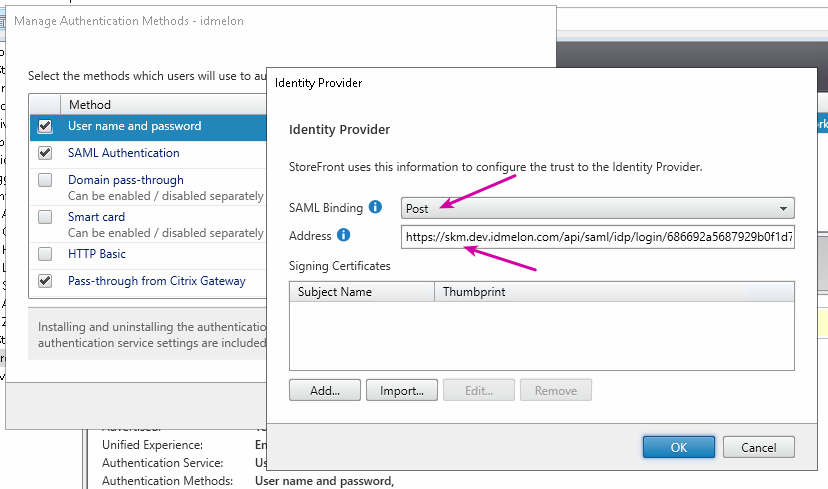 Manage Authentication Methods - idmelon
Select the methods which users will use to au
Method
User name and password
SAML Authentication
Domain pass-through
Can be enabled / disabled separately
Smart card
Can be enabled / disabled separately
HTTP Basic
Pass-through from Citrix Gateway
Installing and uninstalling the authenticatio
authentication service settings are included
Identity Provider
Identity Provider
StoreFront uses this information to configure the trust to the Identity Provider.
SAML Binding
Post
Address
https://skm.dev.idmelon.com/api/saml/idp/login/686692a5687929b0f1d7
Signing Certificates
Subject Name Thumbprint
Add... Import... Edit... Remove
OK Cancel
Unified Experience: En
Authentication Service: Us
Authentication Methods: User name and password,